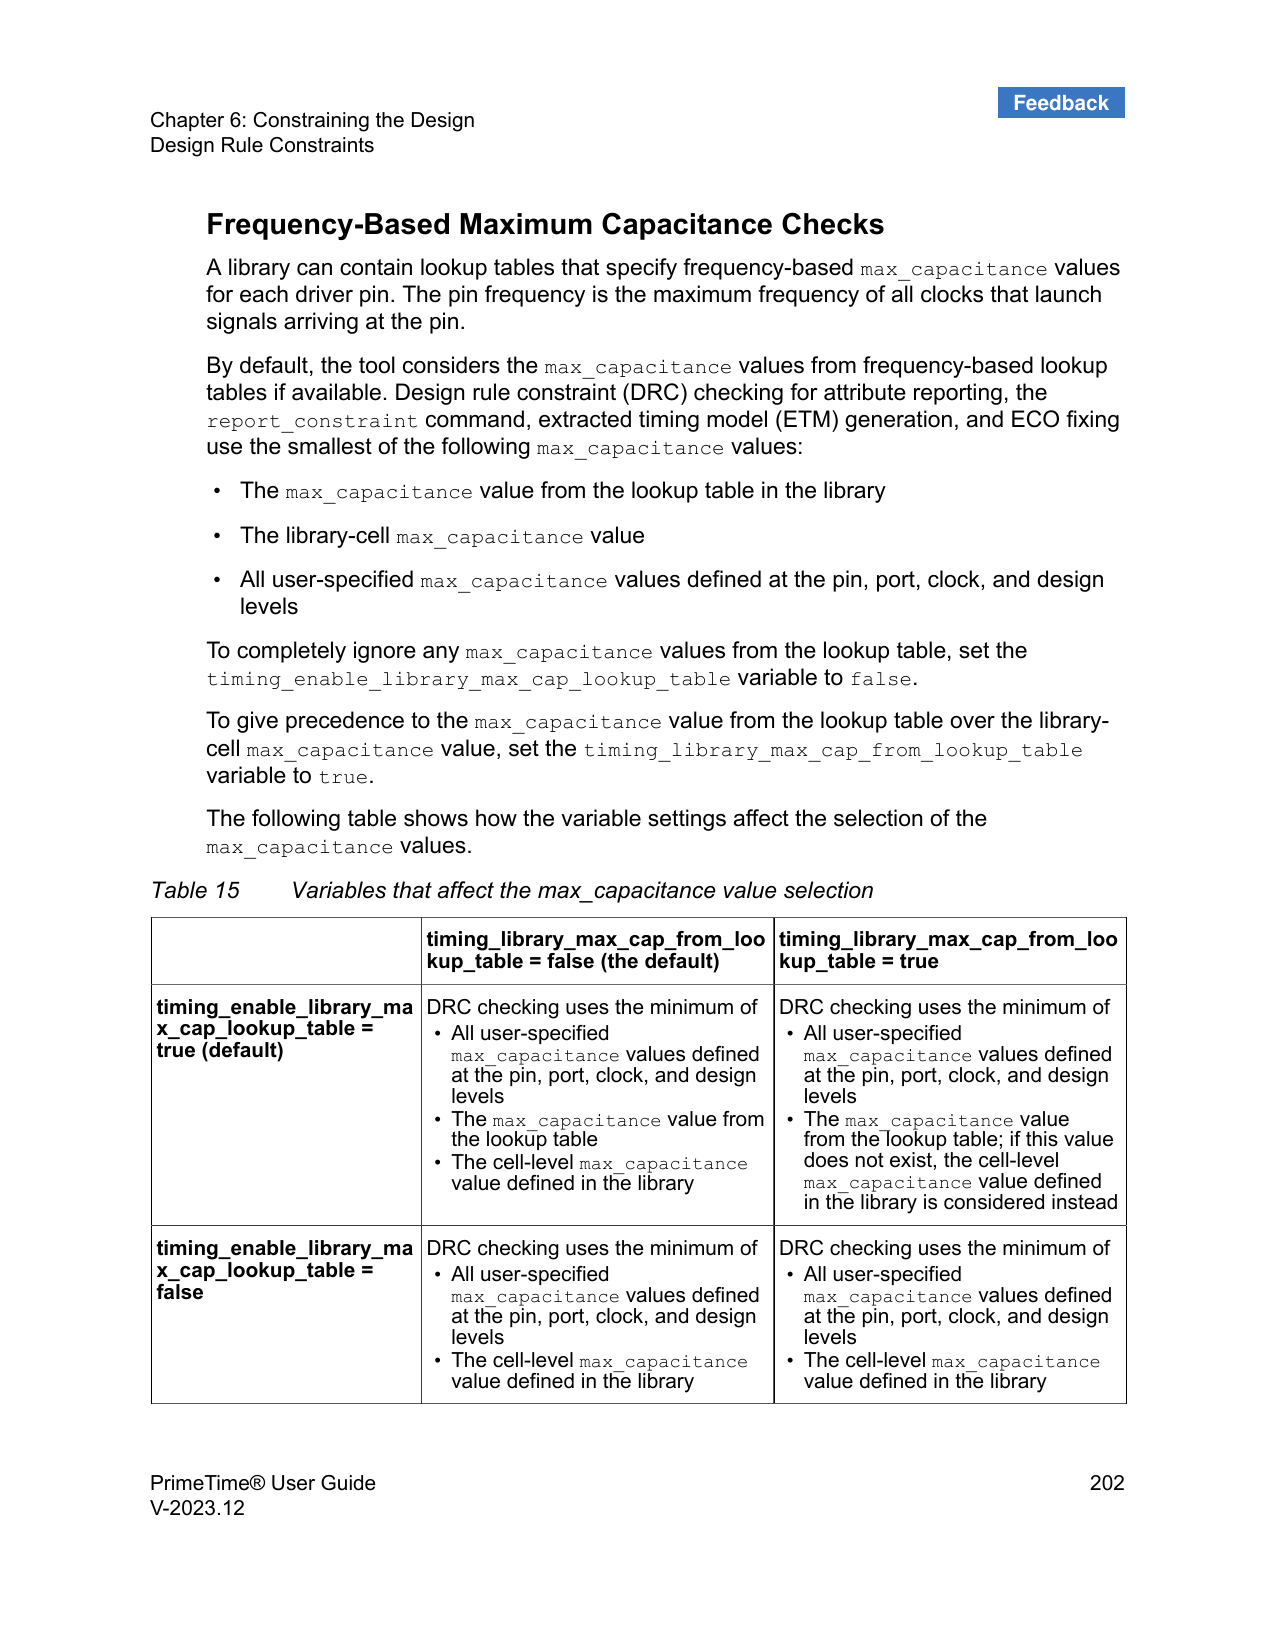 Feedback
Chapter 6: Constraining the Design
Design Rule Constraints
Frequency-Based Maximum Capacitance Checks
A library can contain lookup tables that specify frequency-based max_capacitance values
for each driver pin. The pin frequency is the maximum frequency of all clocks that launch
signals arriving at the pin.
By default, the tool considers the max_capacitance values from frequency-based lookup
tables if available. Design rule constraint (DRC) checking for attribute reporting, the
report_constraint command, extracted timing model (ETM) generation, and ECO fixing
use the smallest of the following max_capacitance values:
• The max_capacitance value from the lookup table in the library
• The library-cell max_capacitance value
• All user-specified max_capacitance values defined at the pin, port, clock, and design
levels
To completely ignore any max_capacitance values from the lookup table, set the
timing_enable_library_max_cap_lookup_table variable to false.
To give precedence to the max_capacitance value from the lookup table over the library-
cell max_capacitance value, set the timing_library_max_cap_from_lookup_table
variable to true.
The following table shows how the variable settings affect the selection of the
max_capacitance values.
Table 15 Variables that affect the max_capacitance value selection
timing_library_max_cap_from_loo
kup_table = false (the default)
timing_library_max_cap_from_loo
kup_table = true
timing_enable_library_ma
x_cap_lookup_table =
true (default)
DRC checking uses the minimum of
• All user-specified
max_capacitance values defined
at the pin, port, clock, and design
levels
• The max_capacitance value from
the lookup table
• The cell-level max_capacitance
value defined in the library
DRC checking uses the minimum of
• All user-specified
max_capacitance values defined
at the pin, port, clock, and design
levels
• The max_capacitance value
from the lookup table; if this value
does not exist, the cell-level
max_capacitance value defined
in the library is considered instead
timing_enable_library_ma
x_cap_lookup_table =
false
DRC checking uses the minimum of
• All user-specified
max_capacitance values defined
at the pin, port, clock, and design
levels
• The cell-level max_capacitance
value defined in the library
DRC checking uses the minimum of
• All user-specified
max_capacitance values defined
at the pin, port, clock, and design
levels
• The cell-level max_capacitance
value defined in the library
PrimeTime® User Guide
V-2023.12
202